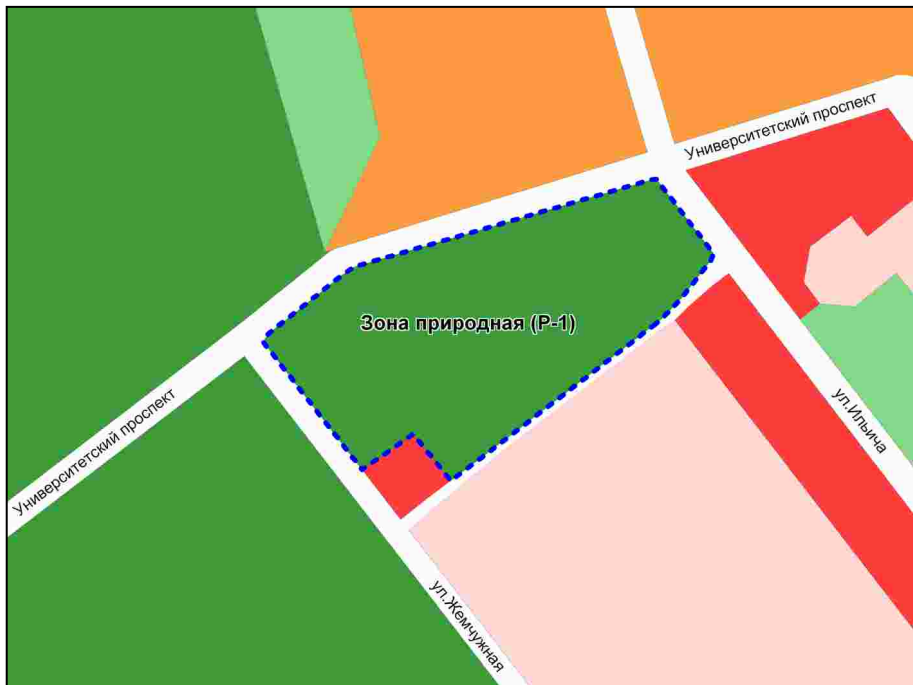 Университетский проспект
Зона природная (Р-1)
Университетский проспект
ул.Ильича
ул.Жемчужная